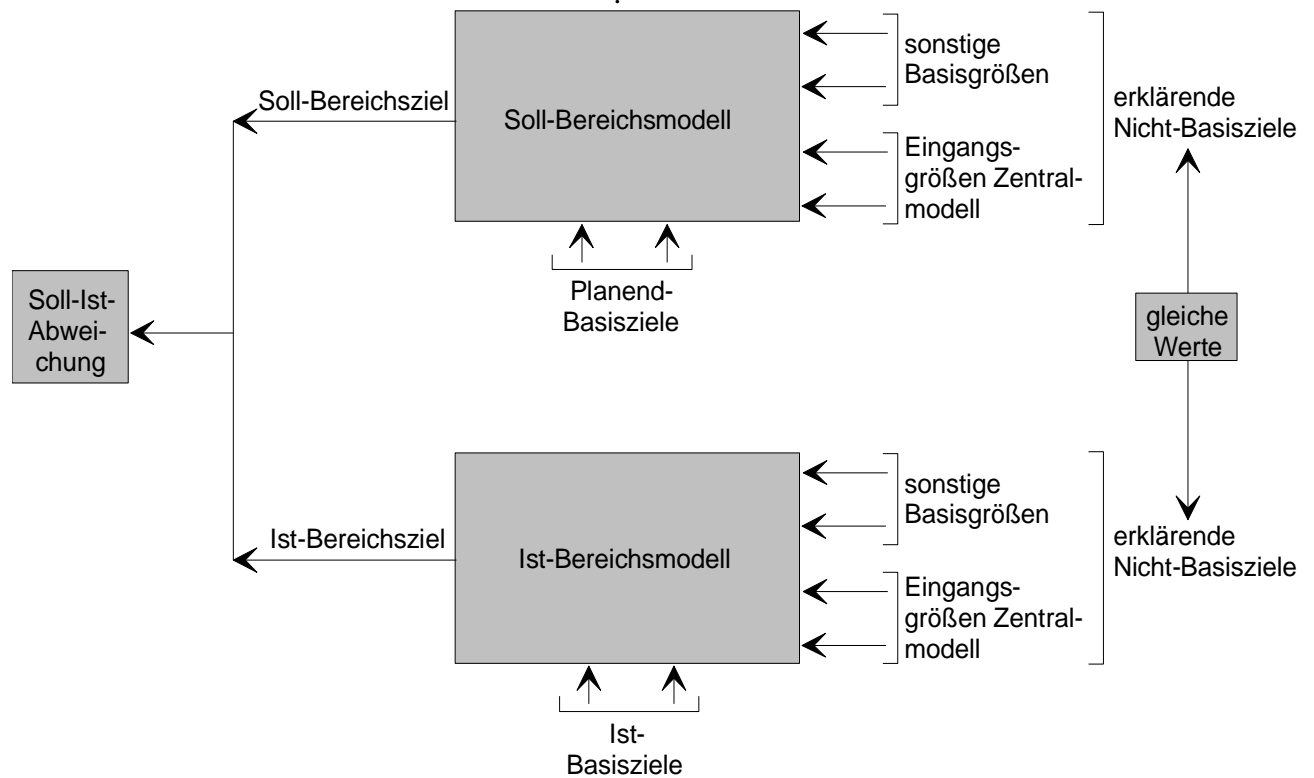 sonstige
Basisgrößen
Soll-Bereichsziel
Soll-Bereichsmodell
erklärende
Nicht-Basisziele
Eingangs-
größen Zentral-
modell
Planend-
Basisziele
Soll-Ist-
Abwei-
chung
gleiche
Werte
sonstige
Basisgrößen
Ist-Bereichsziel
Ist-Bereichsmodell
erklärende
Nicht-Basisziele
Eingangs-
größen Zentral-
modell
Ist-
Basisziele